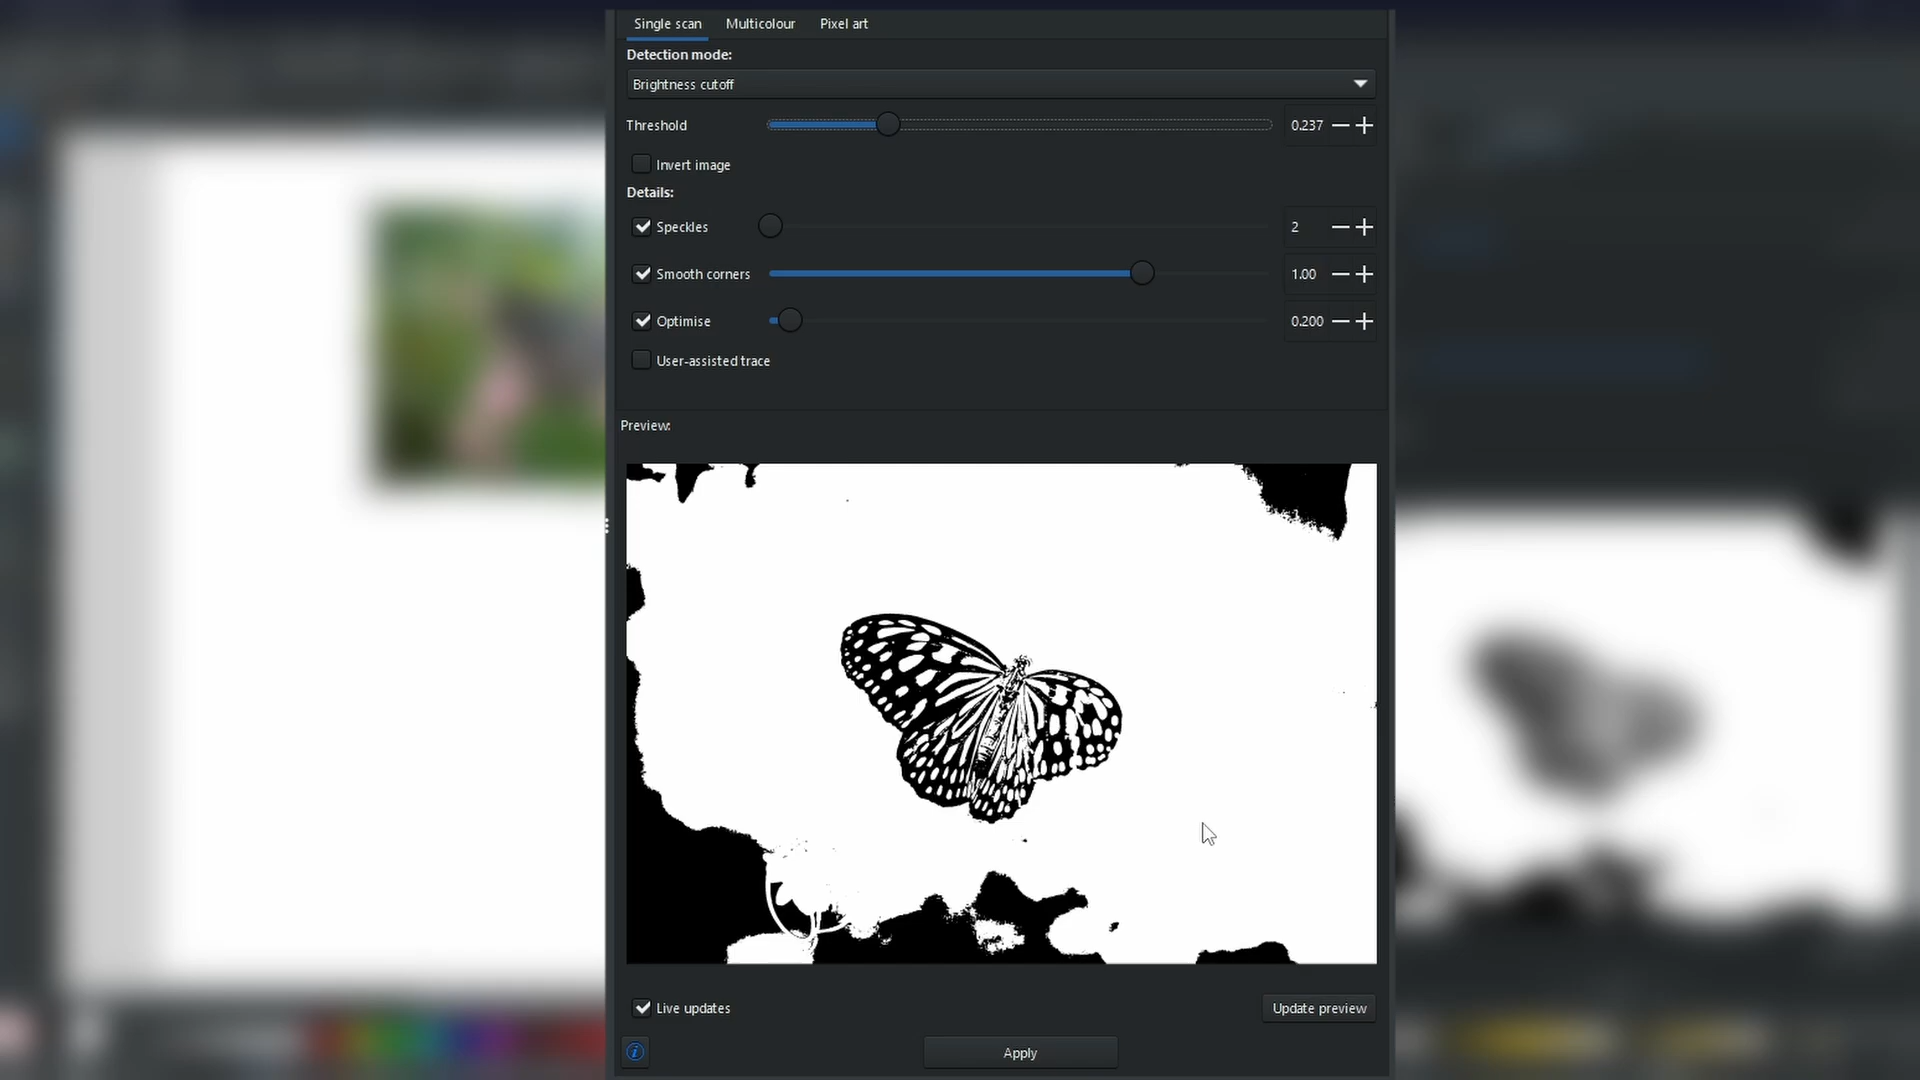 Single scan Multicolour Pixel art
Detection mode:
Brightness cutoff
Threshold 0.237
Invert image
Details:
Speckles 2
Smooth corners 1.00
Optimise 0.200
User-assisted trace
Preview:
Live updates Update preview
Apply